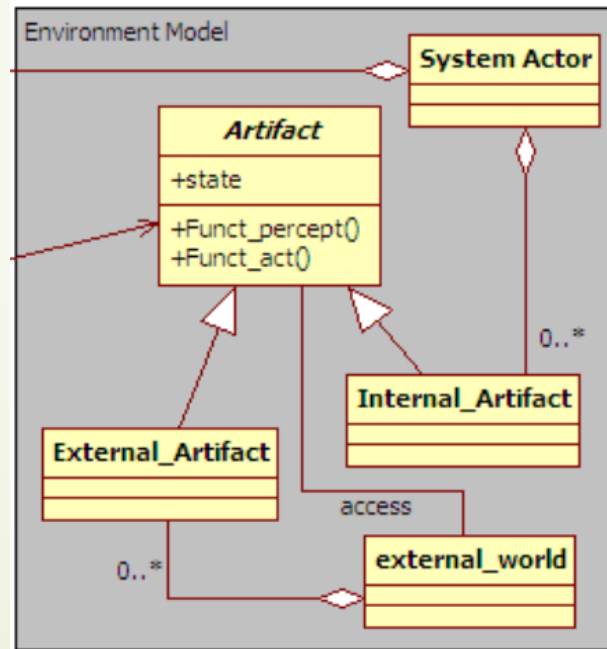 Environment Model
System Actor
Artifact
+state
+Funct_percept()
+Funct_act()
0..*
Internal_Artifact
External_Artifact
access
0..*
external_world